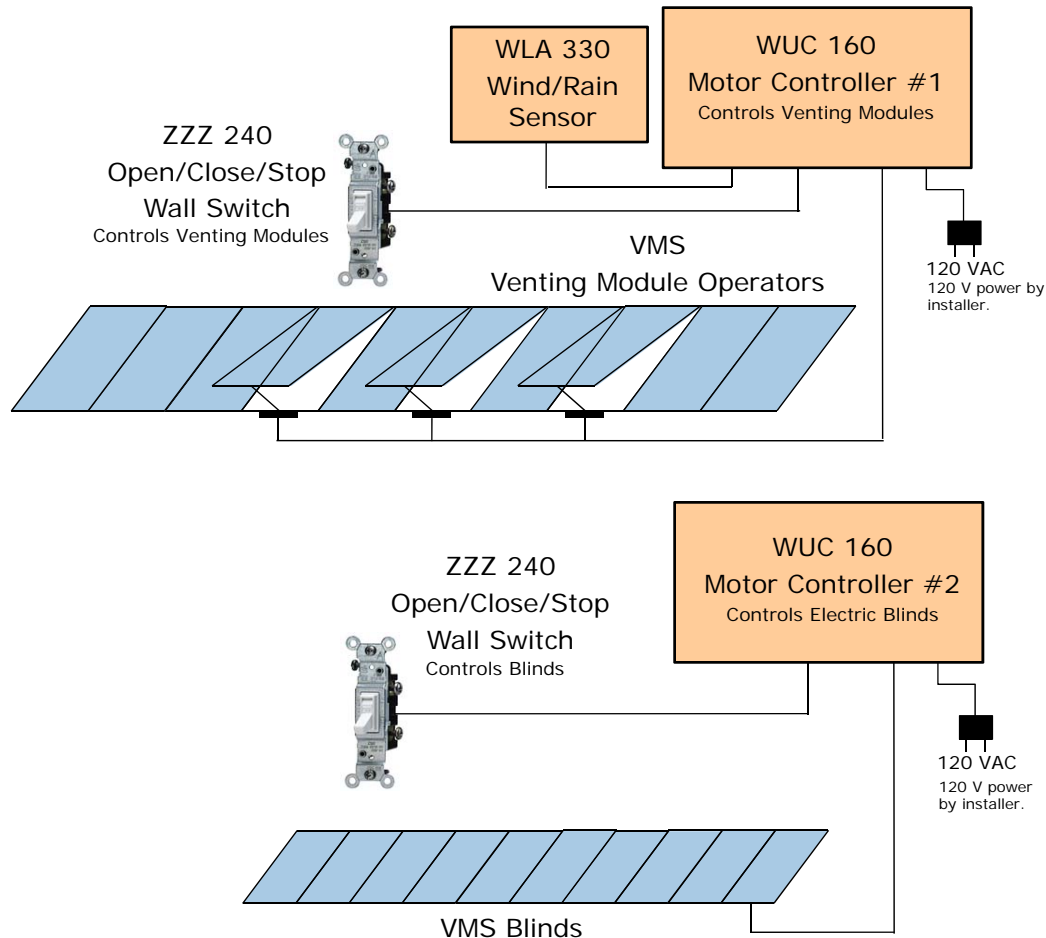 WLA 330
Wind/Rain
Sensor
WUC 160
Motor Controller #1
Controls Venting Modules
ZZZ 240
Open/Close/Stop
Wall Switch
Controls Venting Modules
VMS
Venting Module Operators
120 VAC
120 V power by
installer.
WUC 160
Motor Controller #2
Controls Electric Blinds
ZZZ 240
Open/Close/Stop
Wall Switch
Controls Blinds
120 VAC
120 V power
by installer.
VMS Blinds